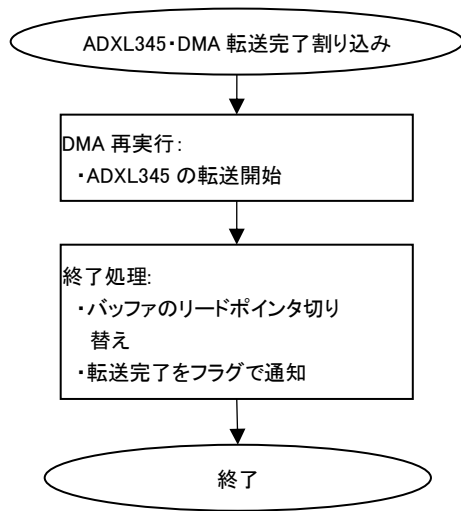 ADXL345・DMA 転送完了割り込み
DMA 再実行:
・ADXL345 の転送開始
終了処理:
・バッファのリードポインタ切り
替え
・転送完了をフラグで通知
終了